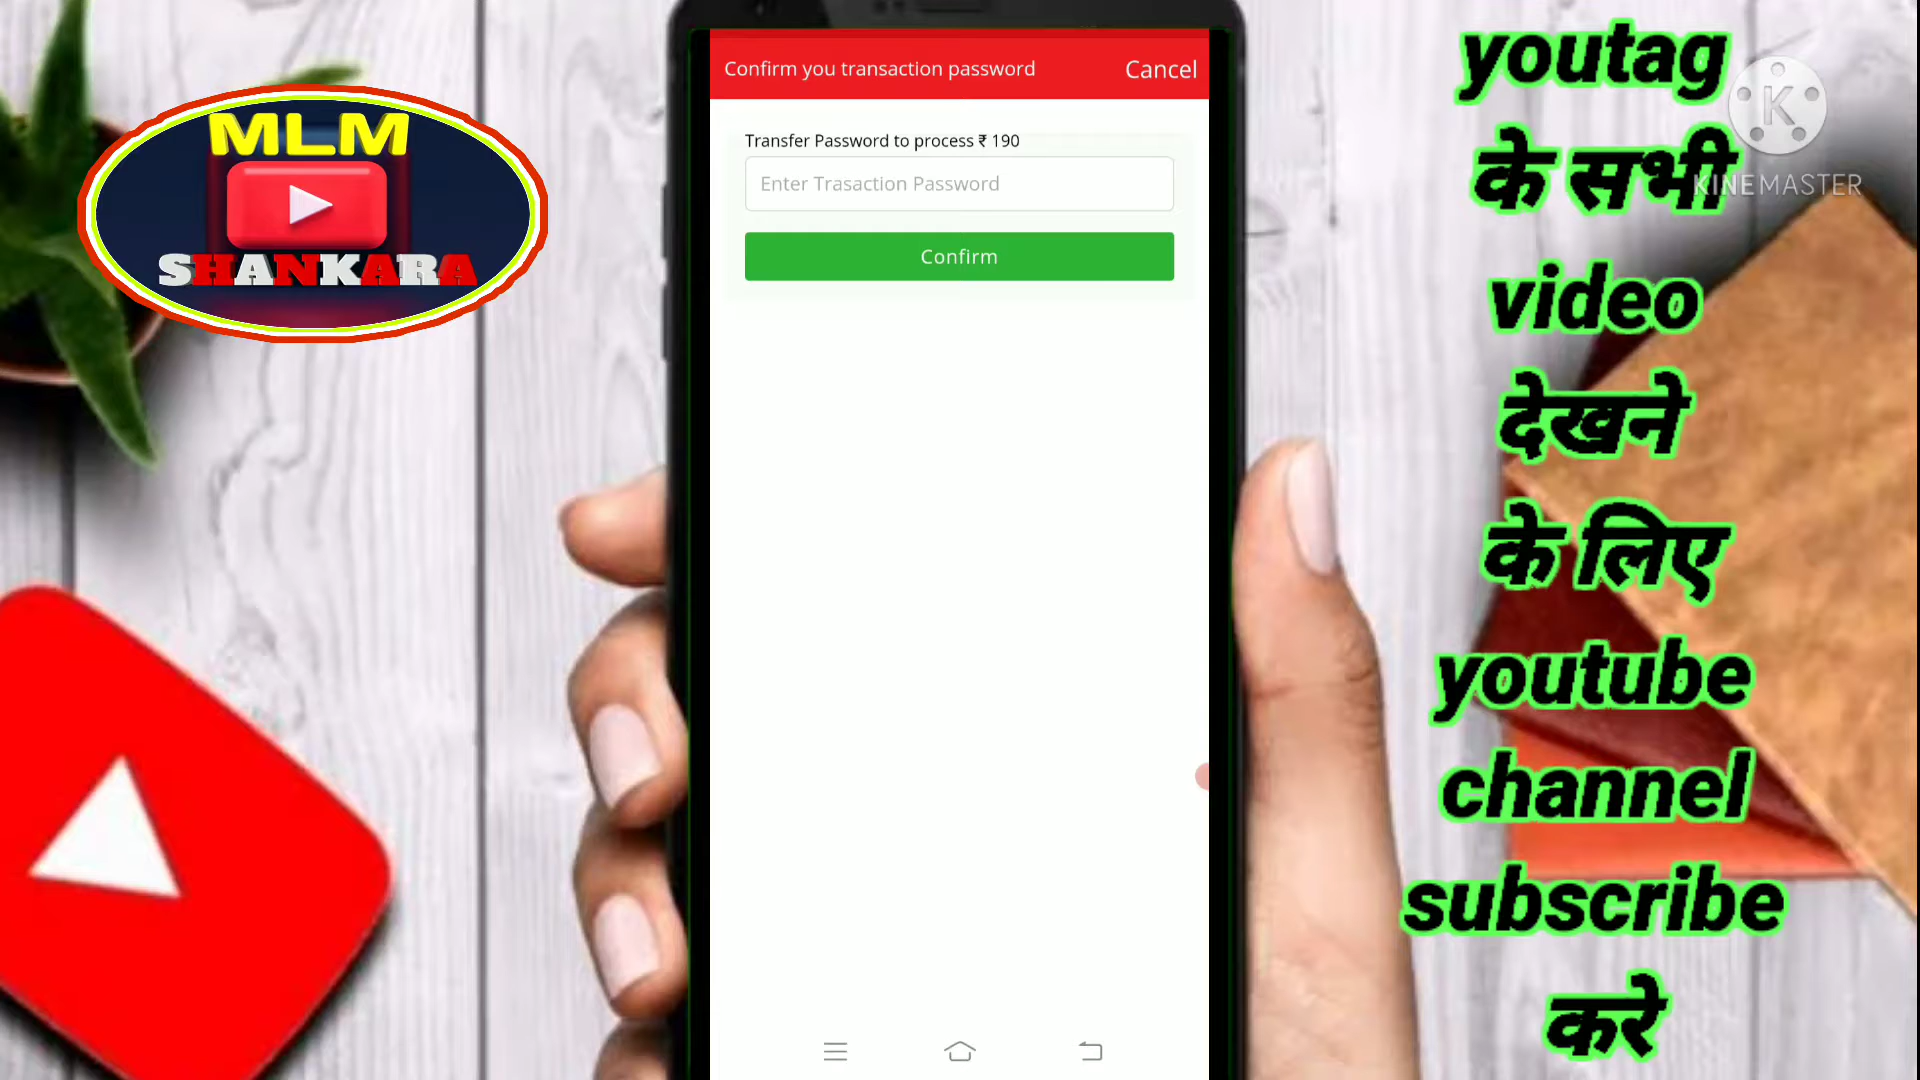 MLM
SHANKARA
Confirm you transaction password
Cancel
Transfer Password to process ₹ 190
Enter Trasaction Password
Confirm
youtag
के सभी
video
देखने
के लिए
youtube
channel
subscribe
करे
K
KINEMASTER